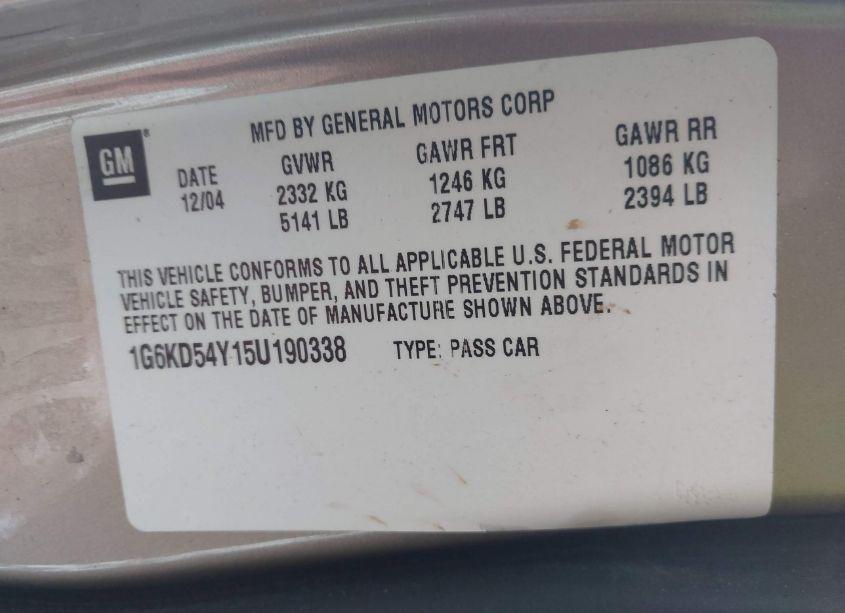 GM®
MFD BY GENERAL MOTORS CORP
DATE GVWR GAWR FRT GAWR RR
12/04 2332 KG 1246 KG 1086 KG
5141 LB 2747 LB 2394 LB
THIS VEHICLE CONFORMS TO ALL APPLICABLE U.S. FEDERAL MOTOR
VEHICLE SAFETY, BUMPER, AND THEFT PREVENTION STANDARDS IN
EFFECT ON THE DATE OF MANUFACTURE SHOWN ABOVE.
1G6KD54Y15U190338 TYPE: PASS CAR